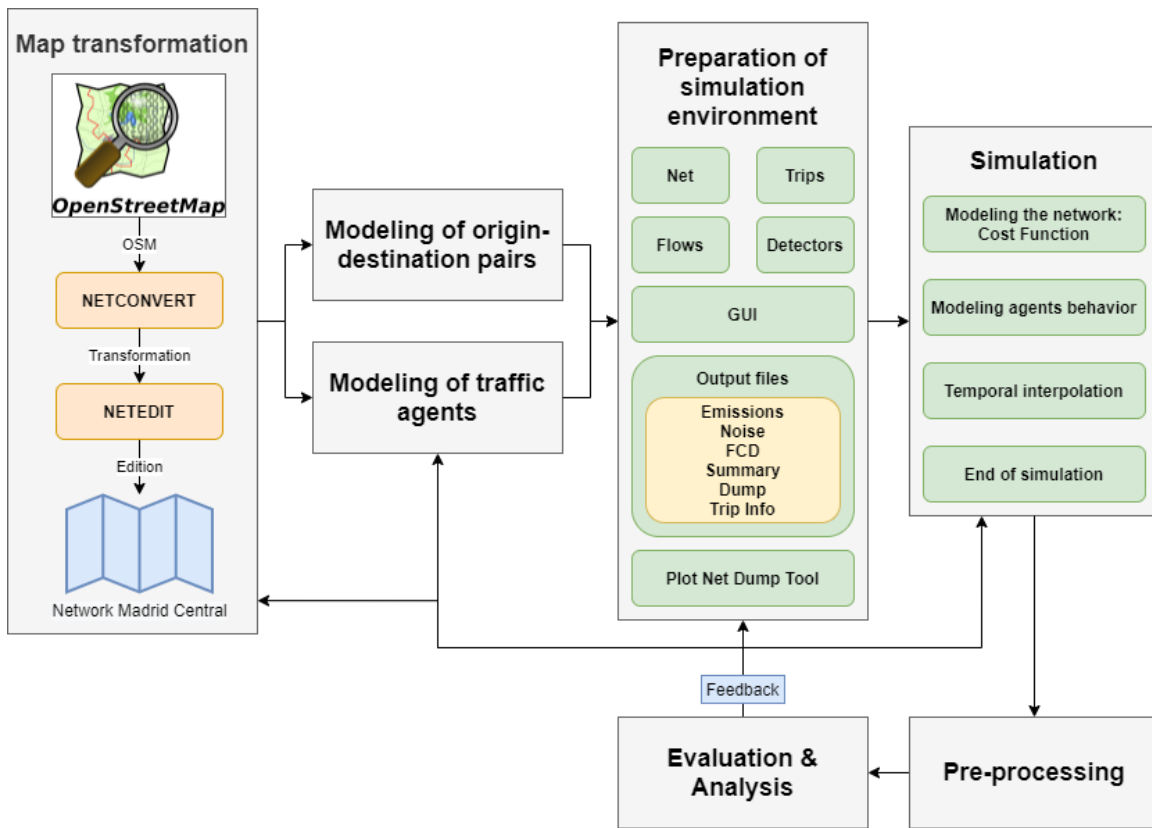 Map transformation
OpenStreetMap
OSM
NETCONVERT
Transformation
NETEDIT
Edition
Network Madrid Central
Modeling of origin-
destination pairs
Modeling of traffic
agents
Preparation of
simulation
environment
Net
Trips
Flows
Detectors
GUI
Output files
Emissions
Noise
FCD
Summary
Dump
Trip Info
Plot Net Dump Tool
Simulation
Modeling the network:
Cost Function
Modeling agents behavior
Temporal interpolation
End of simulation
Feedback
Evaluation &
Analysis
Pre-processing